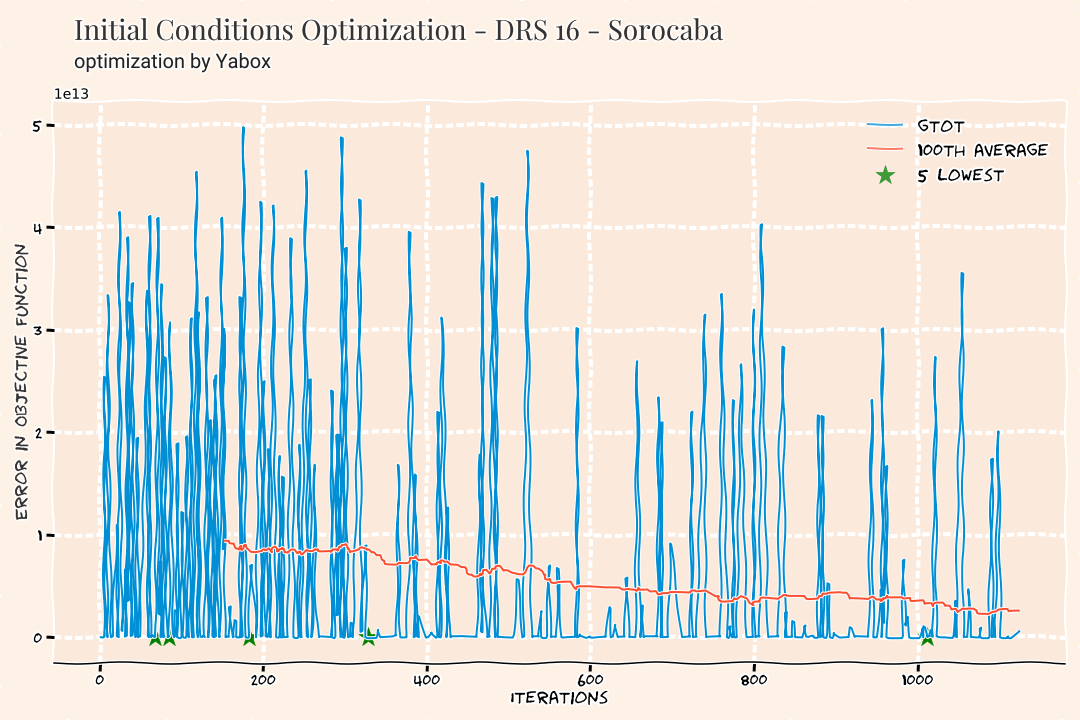 Initial Conditions Optimization - DRS 16 - Sorocaba
optimization by Yabox
1e13
GTOT
100TH AVERAGE
5 LOWEST
5
4
3
2
1
0
ERROR IN OBJECTIVE FUNCTION
0 200 400 600 800 1000
ITERATIONS